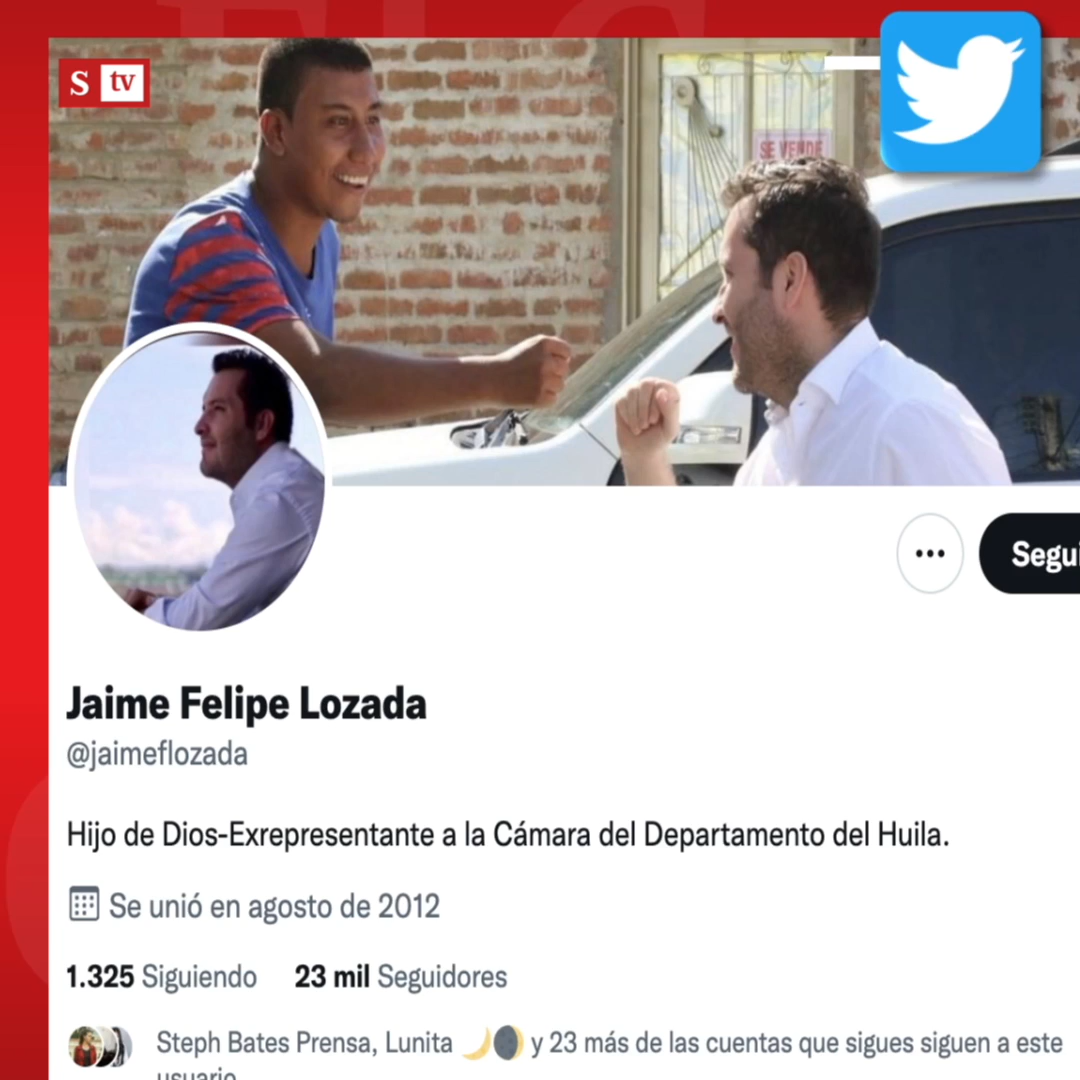 S tv
SE VENDE
Segui
Jaime Felipe Lozada
@jaimeflozada
Hijo de Dios-Exrepresentante a la Cámara del Departamento del Huila.
Se unió en agosto de 2012
1.325 Siguiendo 23 mil Seguidores
Steph Bates Prensa, Lunita 🌙🌒 y 23 más de las cuentas que sigues siguen a este
usuario